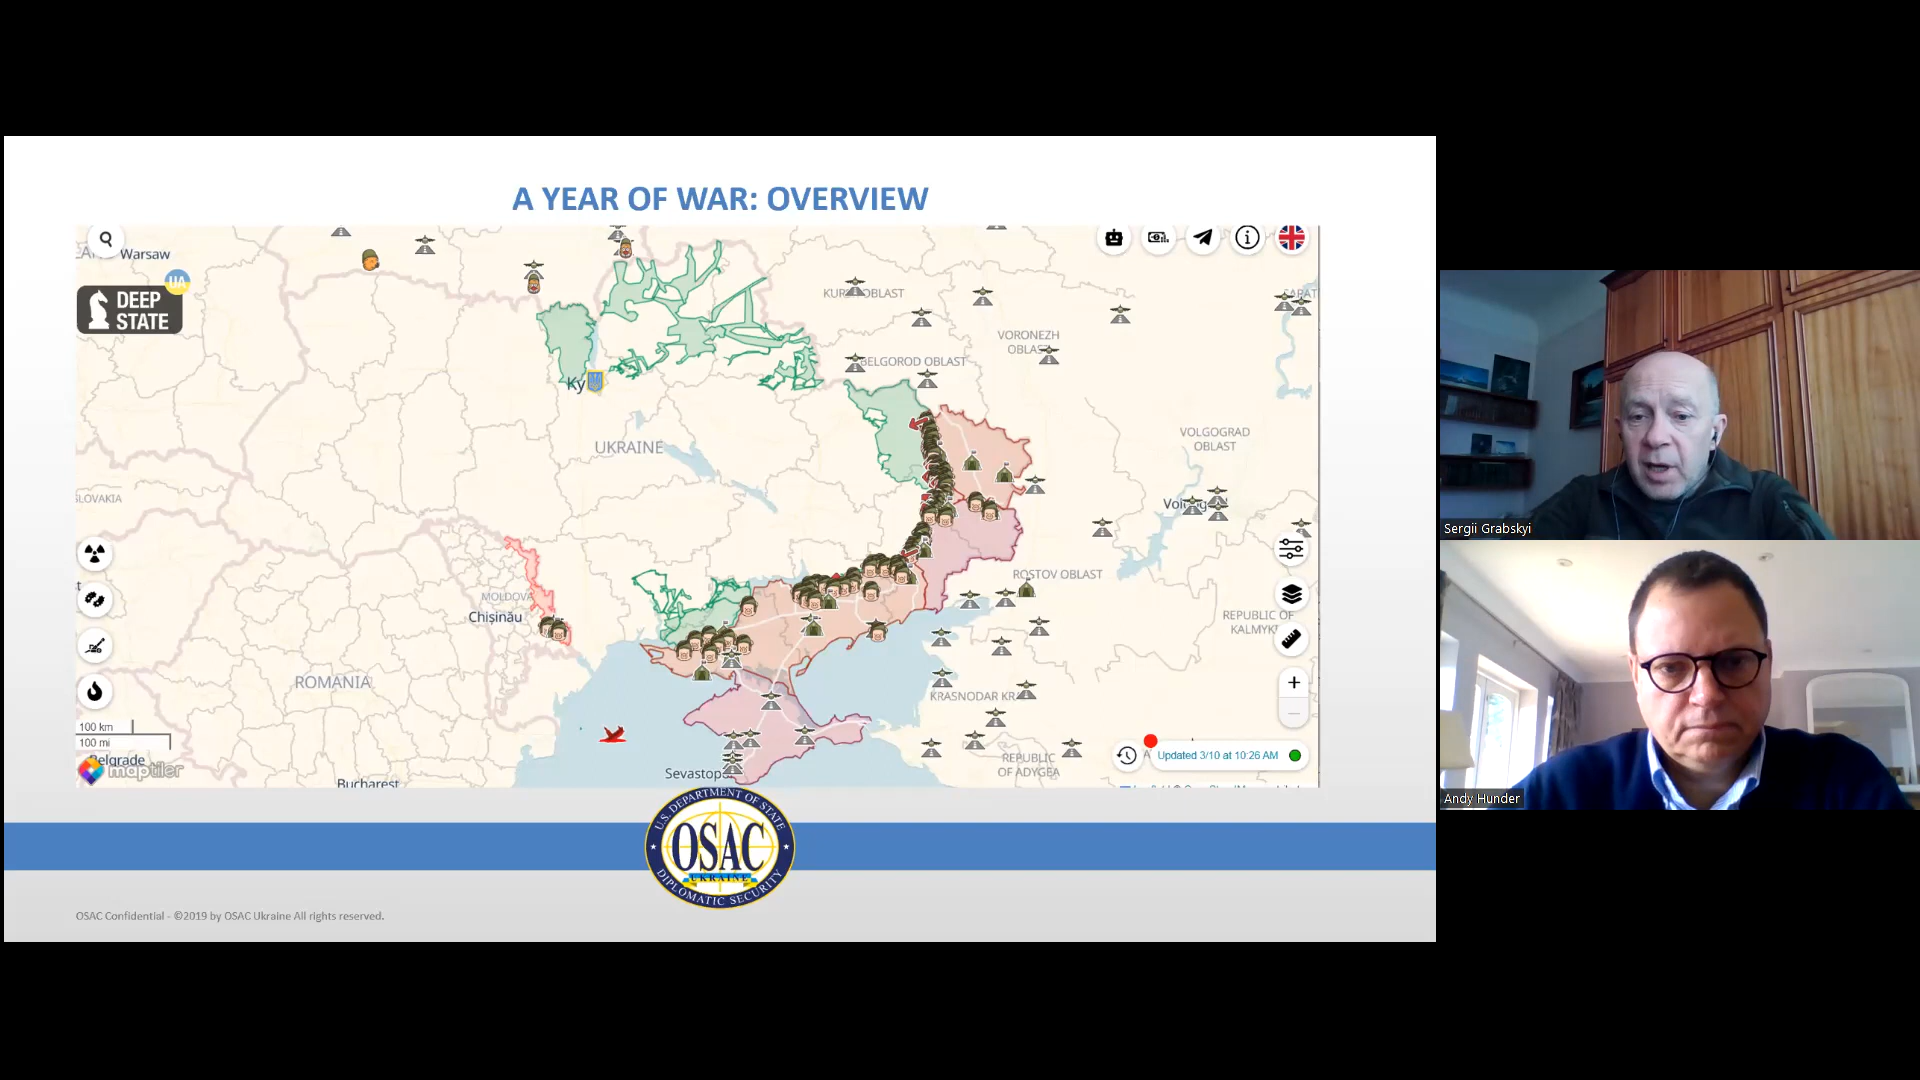 A YEAR OF WAR: OVERVIEW
Warsaw
UA
DEEP
STATE
KURSK OBLAST
SARAT
VORONEZH
OBLAST
BELGOROD OBLAST
Ky
UKRAINE
VOLGOGRAD
OBLAST
SLOVAKIA
MOLDOVA
Chișinău
ROSTOV OBLAST
REPUBLIC OF
KALMYK
ROMANIA
KRASNODAR KRA
100 km
100 mi
Belgrade
maptiler
Bucharest
Sevastopo
REPUBLIC
OF ADYGEA
Updated 3/10 at 10:26 AM
U.S. DEPARTMENT OF STATE
OSAC
UKRAINE
DIPLOMATIC SECURITY
OSAC Confidential - ©2019 by OSAC Ukraine All rights reserved.
Sergii Grabskyi
Andy Hunder